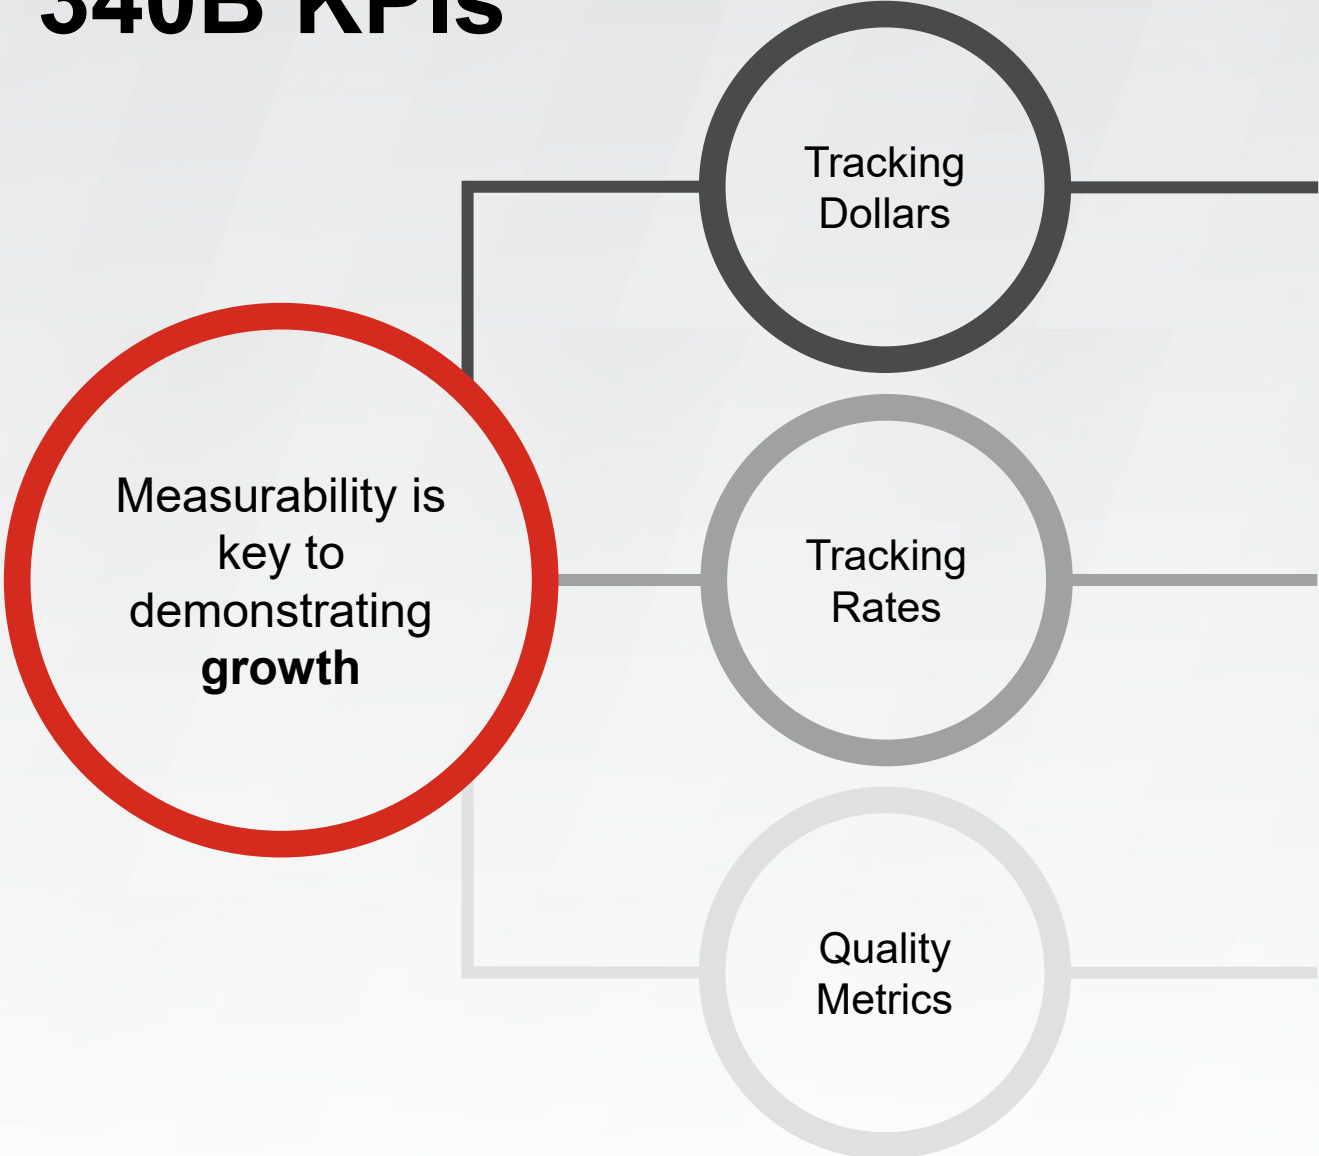 340B KPIs
Tracking
Dollars
Measurability is
key to
demonstrating
growth
Tracking
Rates
Quality
Metrics